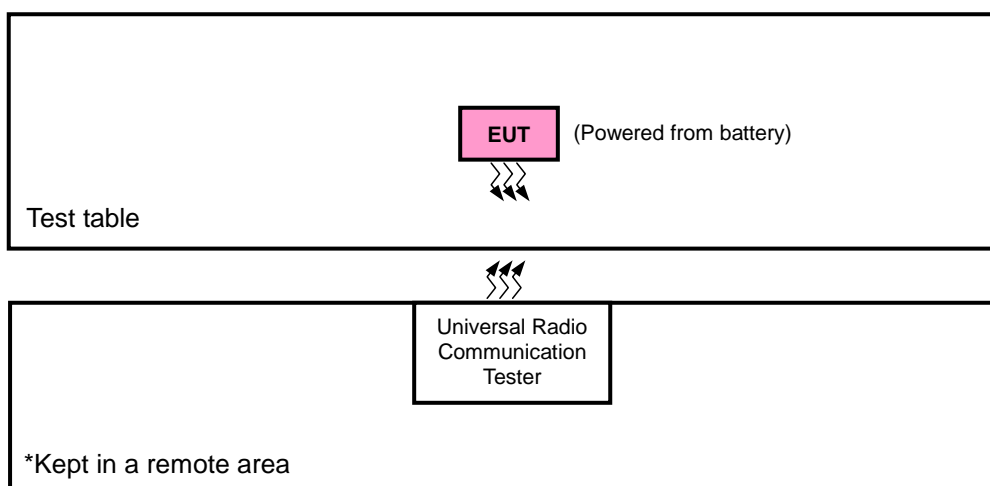 EUT
(Powered from battery)
Test table
Universal Radio
Communication
Tester
*Kept in a remote area